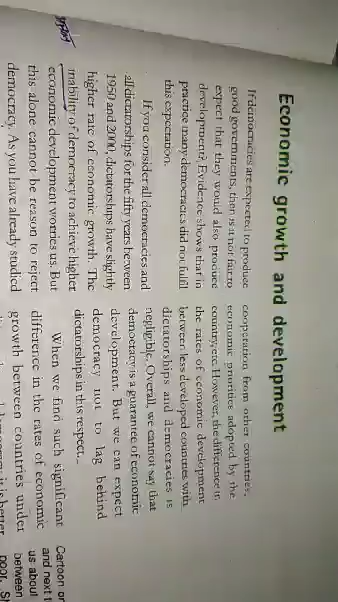 Economic growth and development
If democracies are expected to produce
good governments, then is it not fair to
expect that they would also produce
development? Evidence shows that in
practice many democracies did not fulfil
this expectation.
If you consider all democracies and
all dictatorships for the fifty years between
1950 and 2000, dictatorships have slightly
higher rate of economic growth. The
inability of democracy to achieve higher
economic development worries us. But
this alone cannot be reason to reject
democracy. As you have already studied
cooperation from other countries,
economic priorities adopted by the
country, etc. However, the difference in
the rates of economic development
between less developed countries with
dictatorships and democracies is
negligible. Overall, we cannot say that
democracy is a guarantee of economic
development. But we can expect
democracy not to lag behind
dictatorships in this respect.
When we find such significant
difference in the rates of economic
growth between countries under
it is better
Cartoon or
and next t
us about
between
poor. S